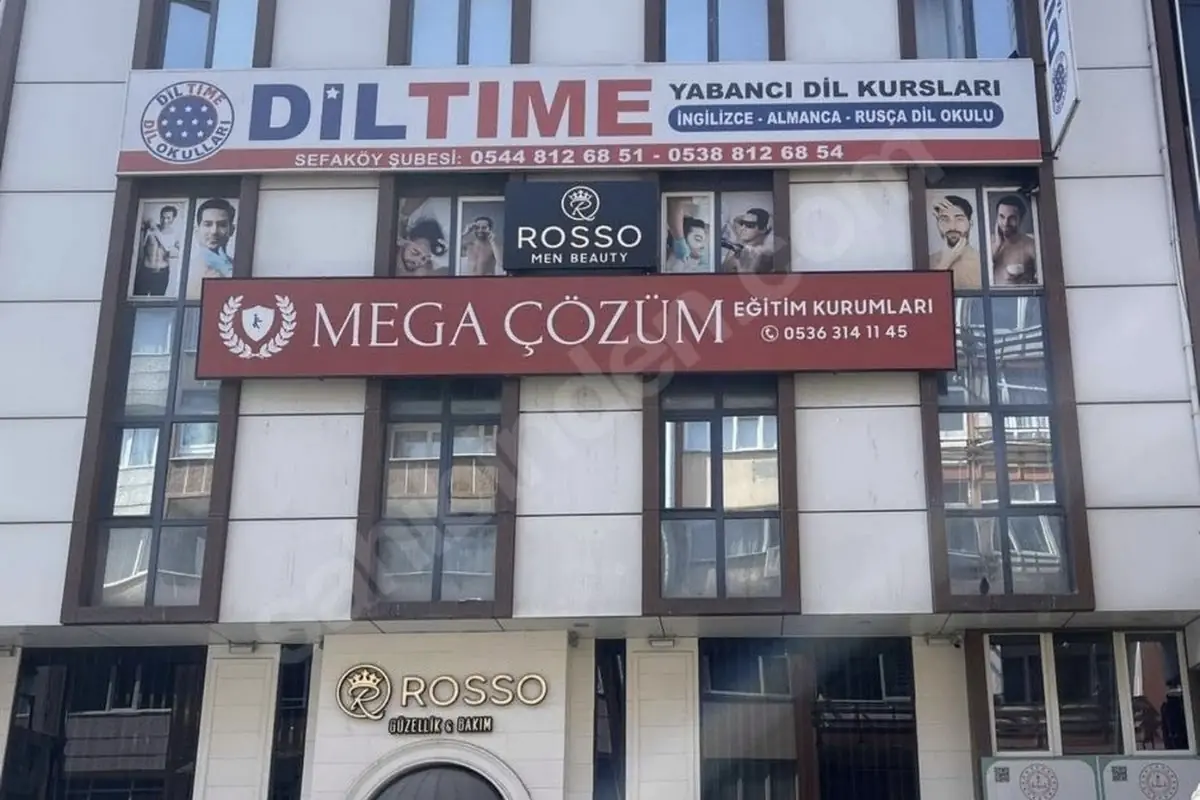 DİL TIME
DİL OKULLARI
DİLTIME
YABANCI DİL KURSLARI
İNGİLİZCE - ALMANCA - RUSÇA DİL OKULU
SEFAKÖY ŞUBESİ: 0544 812 68 51 - 0538 812 68 54
R
ROSSO
MEN BEAUTY
MEGA ÇÖZÜM
EĞİTİM KURUMLARI
0536 314 11 45
R
ROSSO
GÜZELLİK & BAKIM
sahibinden.com